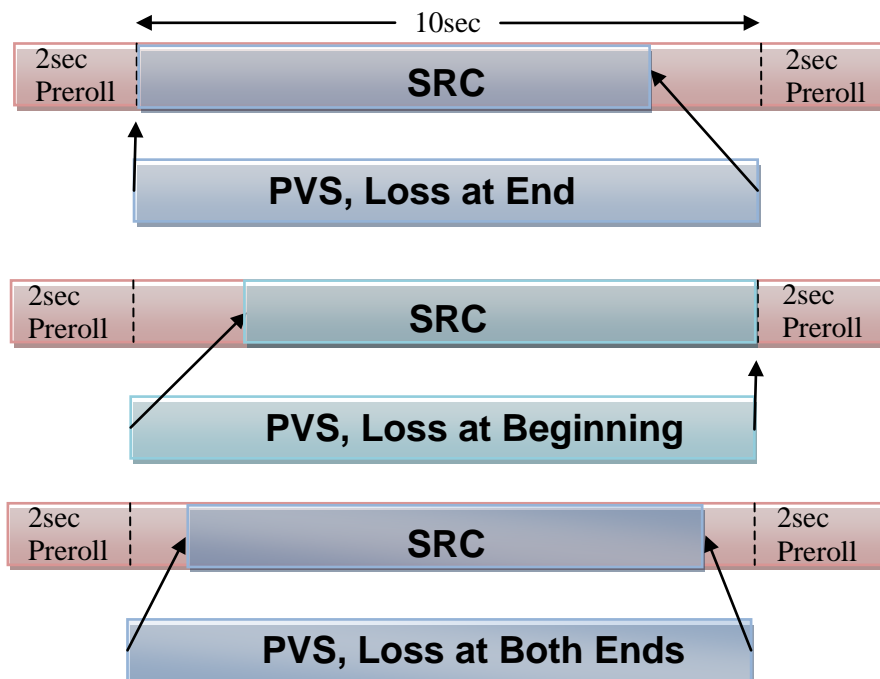 10sec
2sec
Preroll
SRC
2sec
Preroll
PVS, Loss at End
2sec
Preroll
SRC
2sec
Preroll
PVS, Loss at Beginning
2sec
Preroll
SRC
2sec
Preroll
PVS, Loss at Both Ends